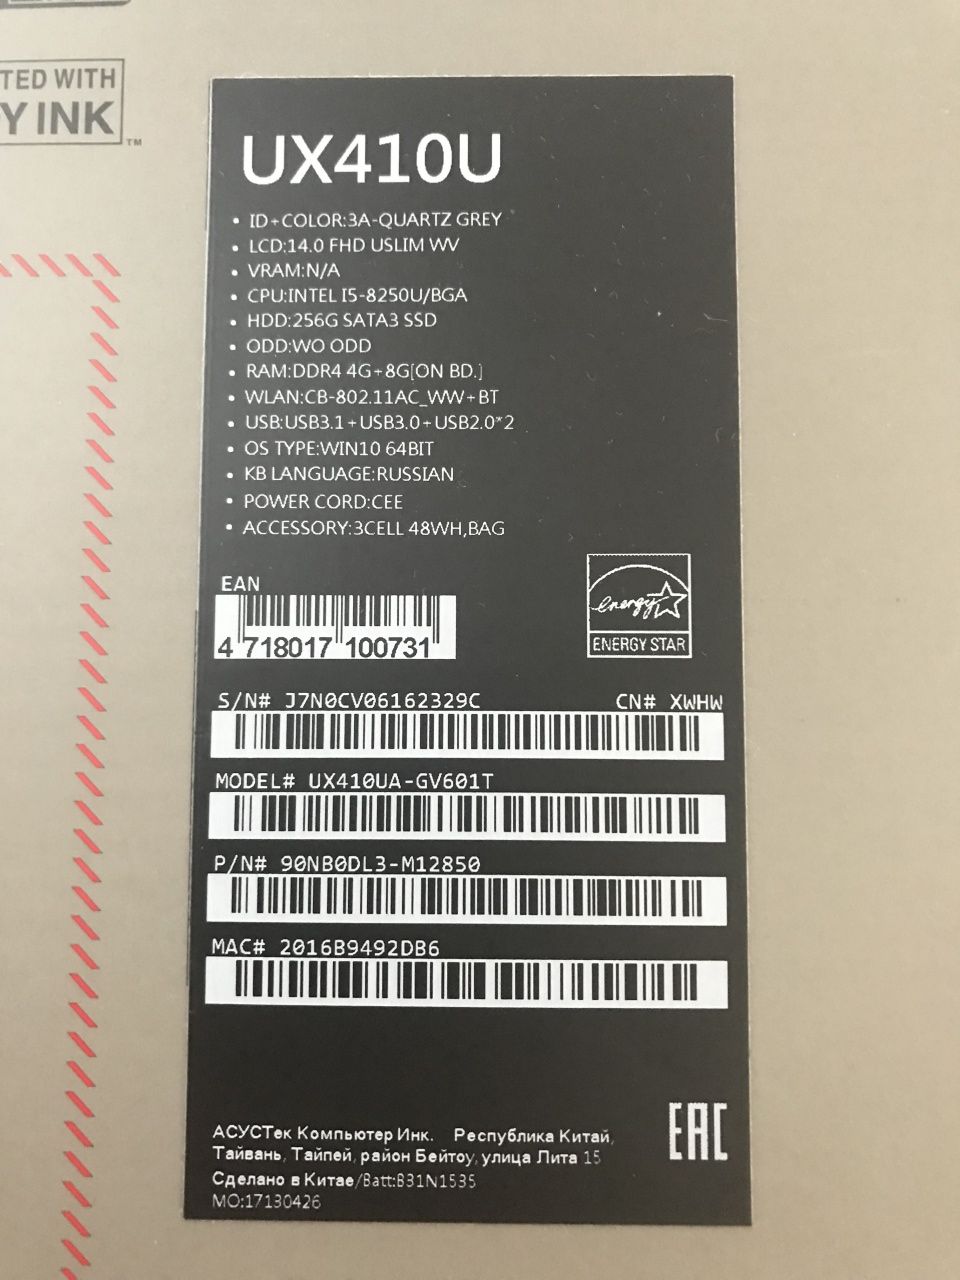 TED WITH
Y INK
™
UX410U
• ID+COLOR:3A-QUARTZ GREY
• LCD:14.0 FHD USLIM WV
• VRAM:N/A
• CPU:INTEL I5-8250U/BGA
• HDD:256G SATA3 SSD
• ODD:WO ODD
• RAM:DDR4 4G+8G[ON BD.]
• WLAN:CB-802.11AC_WW+BT
• USB:USB3.1+USB3.0+USB2.0*2
• OS TYPE:WIN10 64BIT
• KB LANGUAGE:RUSSIAN
• POWER CORD:CEE
• ACCESSORY:3CELL 48WH,BAG
EAN
4 718017 100731
energy
ENERGY STAR
S/N# J7N0CV06162329C CN# XWHW
MODEL# UX410UA-GV601T
P/N# 90NB0DL3-M12850
MAC# 2016B9492DB6
EAC
АСУСТек Компьютер Инк. Республика Китай,
Тайвань, Тайпей, район Бейтоу, улица Лита 15
Сделано в Китае/Batt:B31N1535
MO:17130426